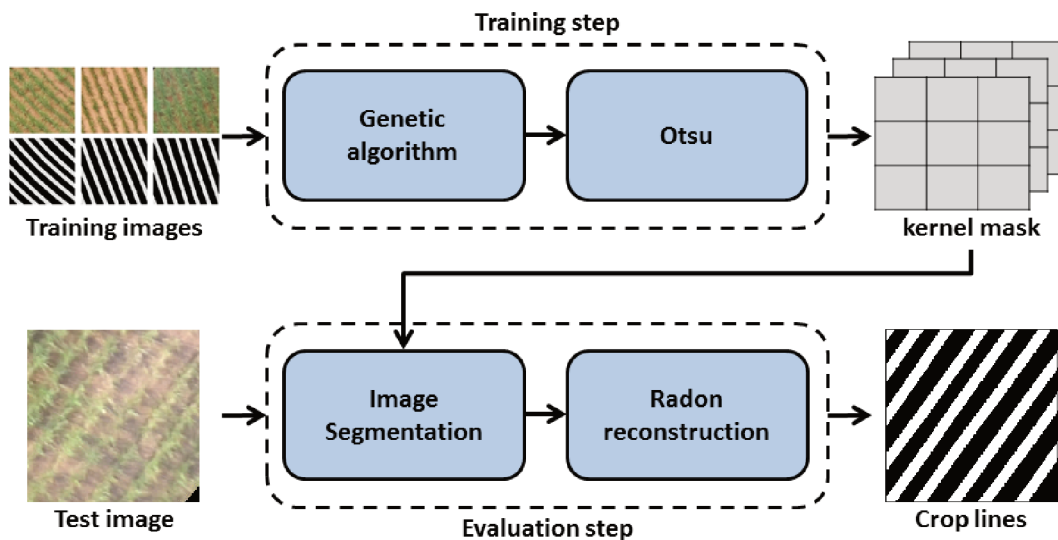 Training step
Genetic
algorithm
Otsu
Training images
kernel mask
Image
Segmentation
Radon
reconstruction
Test image
Evaluation step
Crop lines